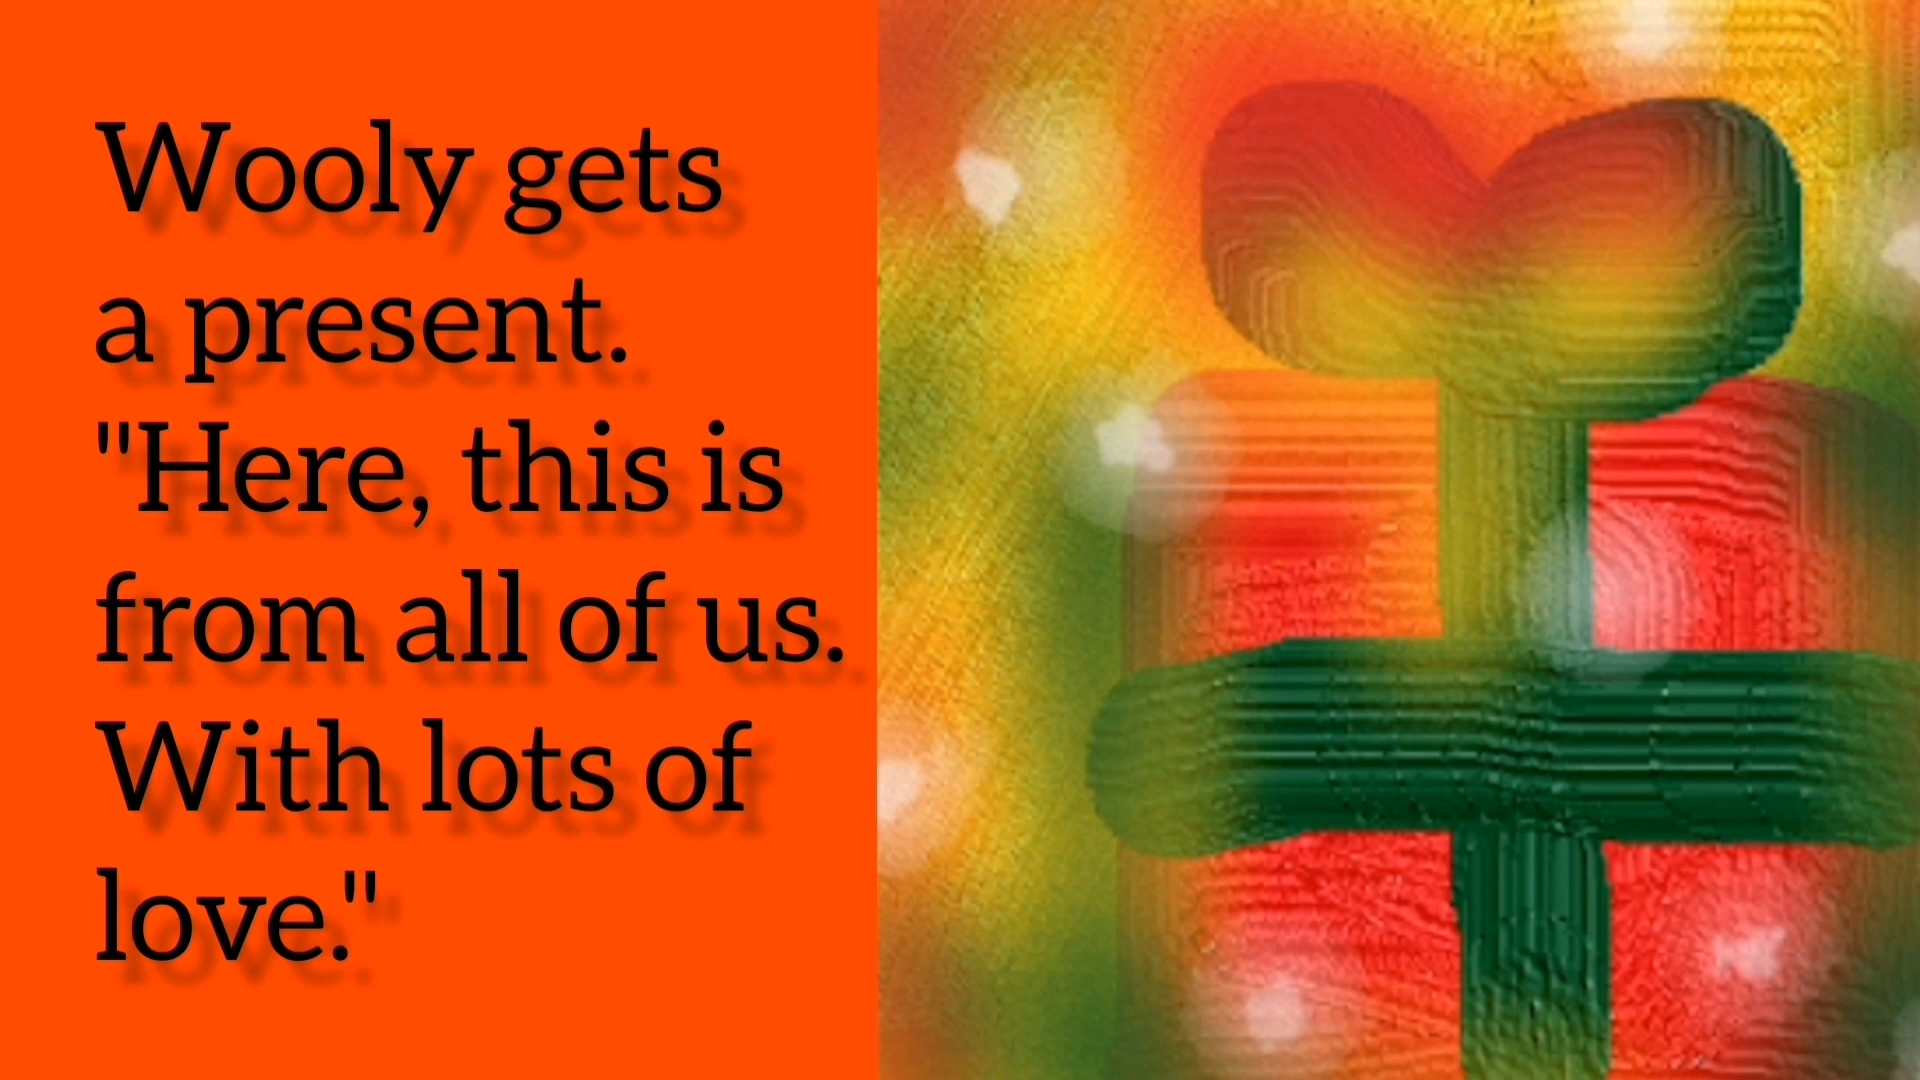 Wooly gets
a present.
"Here, this is
from all of us.
With lots of
love."